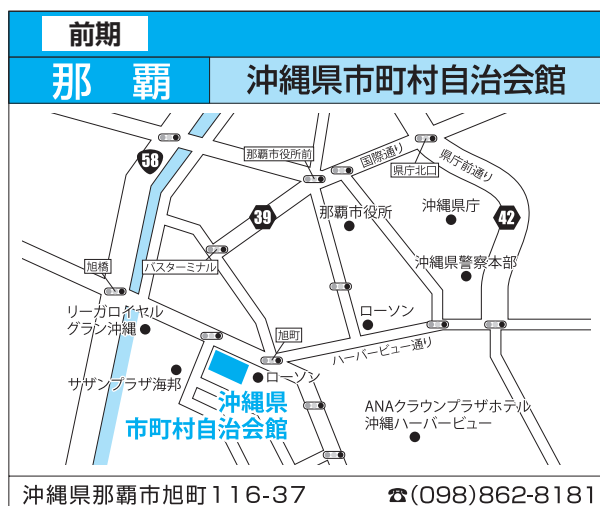 前期
那覇
沖縄県市町村自治会館
58
那覇市役所前
国際通り
県庁北口
県庁前通り
39
那覇市役所
沖縄県庁
42
沖縄県警察本部
旭橋
バスターミナル
リーガロイヤル
グラン沖縄
ローソン
旭町
ハーバービュー通り
サザンプラザ海邦
ローソン
沖縄県
市町村自治会館
ANAクラウンプラザホテル
沖縄ハーバービュー
沖縄県那覇市旭町116-37
☎(098)862-8181